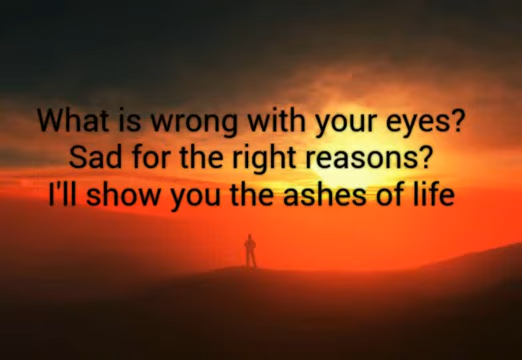 What is wrong with your eyes?
Sad for the right reasons?
I'll show you the ashes of life